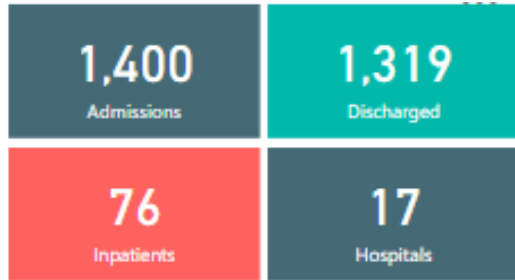 1,400
Admissions
1,319
Discharged
76
Inpatients
17
Hospitals